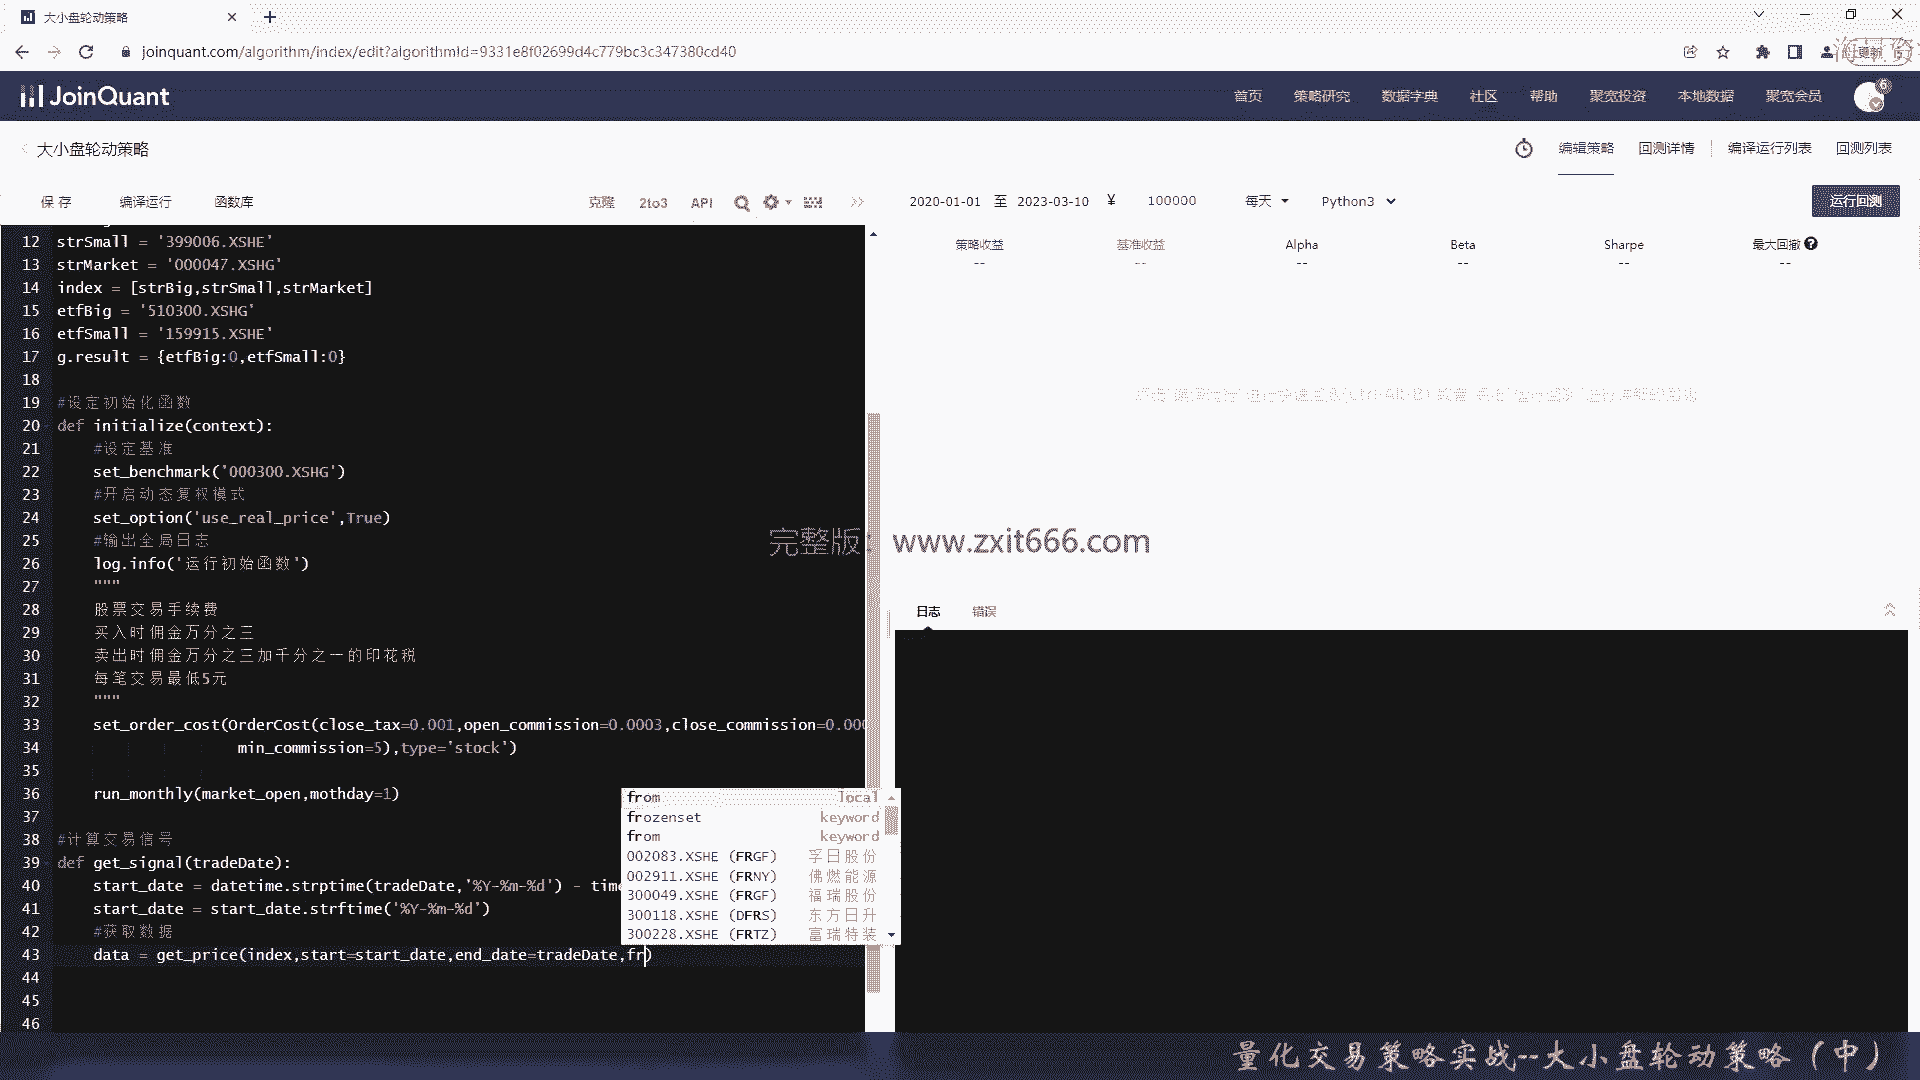 大小盘轮动策略
joinquant.com/algorithm/index/edit?algorithmId=9331e8f02699d4c779bc3c347380cd40
JoinQuant
首页 策略研究 数据字典 社区 帮助 聚宽投资 本地数据 聚宽会员
6
大小盘轮动策略
编辑策略 回测详情 编译运行列表 回测列表
保存 编译运行 函数库 克隆 2to3 API
2020-01-01 至 2023-03-10 ¥ 100000 每天 Python3 运行回测
策略收益 基准收益 Alpha Beta Sharpe 最大回撤
-- -- -- -- -- --
12 strSmall = '399006.XSHE'
13 strMarket = '000047.XSHG'
14 index = [strBig,strSmall,strMarket]
15 etfBig = '510300.XSHG'
16 etfSmall = '159915.XSHE'
17 g.result = {etfBig:0,etfSmall:0}
18
19 #设定初始化函数
20 def initialize(context):
21 #设定基准
22 set_benchmark('000300.XSHG')
23 #开启动态复权模式
24 set_option('use_real_price',True)
25 #输出全局日志
26 log.info('运行初始函数')
27 """
28 股票交易手续费
29 买入时佣金万分之三
30 卖出时佣金万分之三加千分之一的印花税
31 每笔交易最低5元
32 """
33 set_order_cost(OrderCost(close_tax=0.001,open_commission=0.0003,close_commission=0.000
34 min_commission=5),type='stock')
35
36 run_monthly(market_open,mothday=1)
37
38 #计算交易信号
39 def get_signal(tradeDate):
40 start_date = datetime.strptime(tradeDate,'%Y-%m-%d') - time
41 start_date = start_date.strftime('%Y-%m-%d')
42 #获取数据
43 data = get_price(index,start=start_date,end_date=tradeDate,fr)
44
45
46
from local
frozenset keyword
from keyword
002083.XSHE (FRGF) 孚日股份
002911.XSHE (FRNY) 佛燃能源
300049.XSHE (FRGF) 福瑞股份
300118.XSHE (DFRS) 东方日升
300228.XSHE (FRTZ) 富瑞特装
完整版：www.zxit666.com
日志 错误
量化交易策略实战--大小盘轮动策略（中）